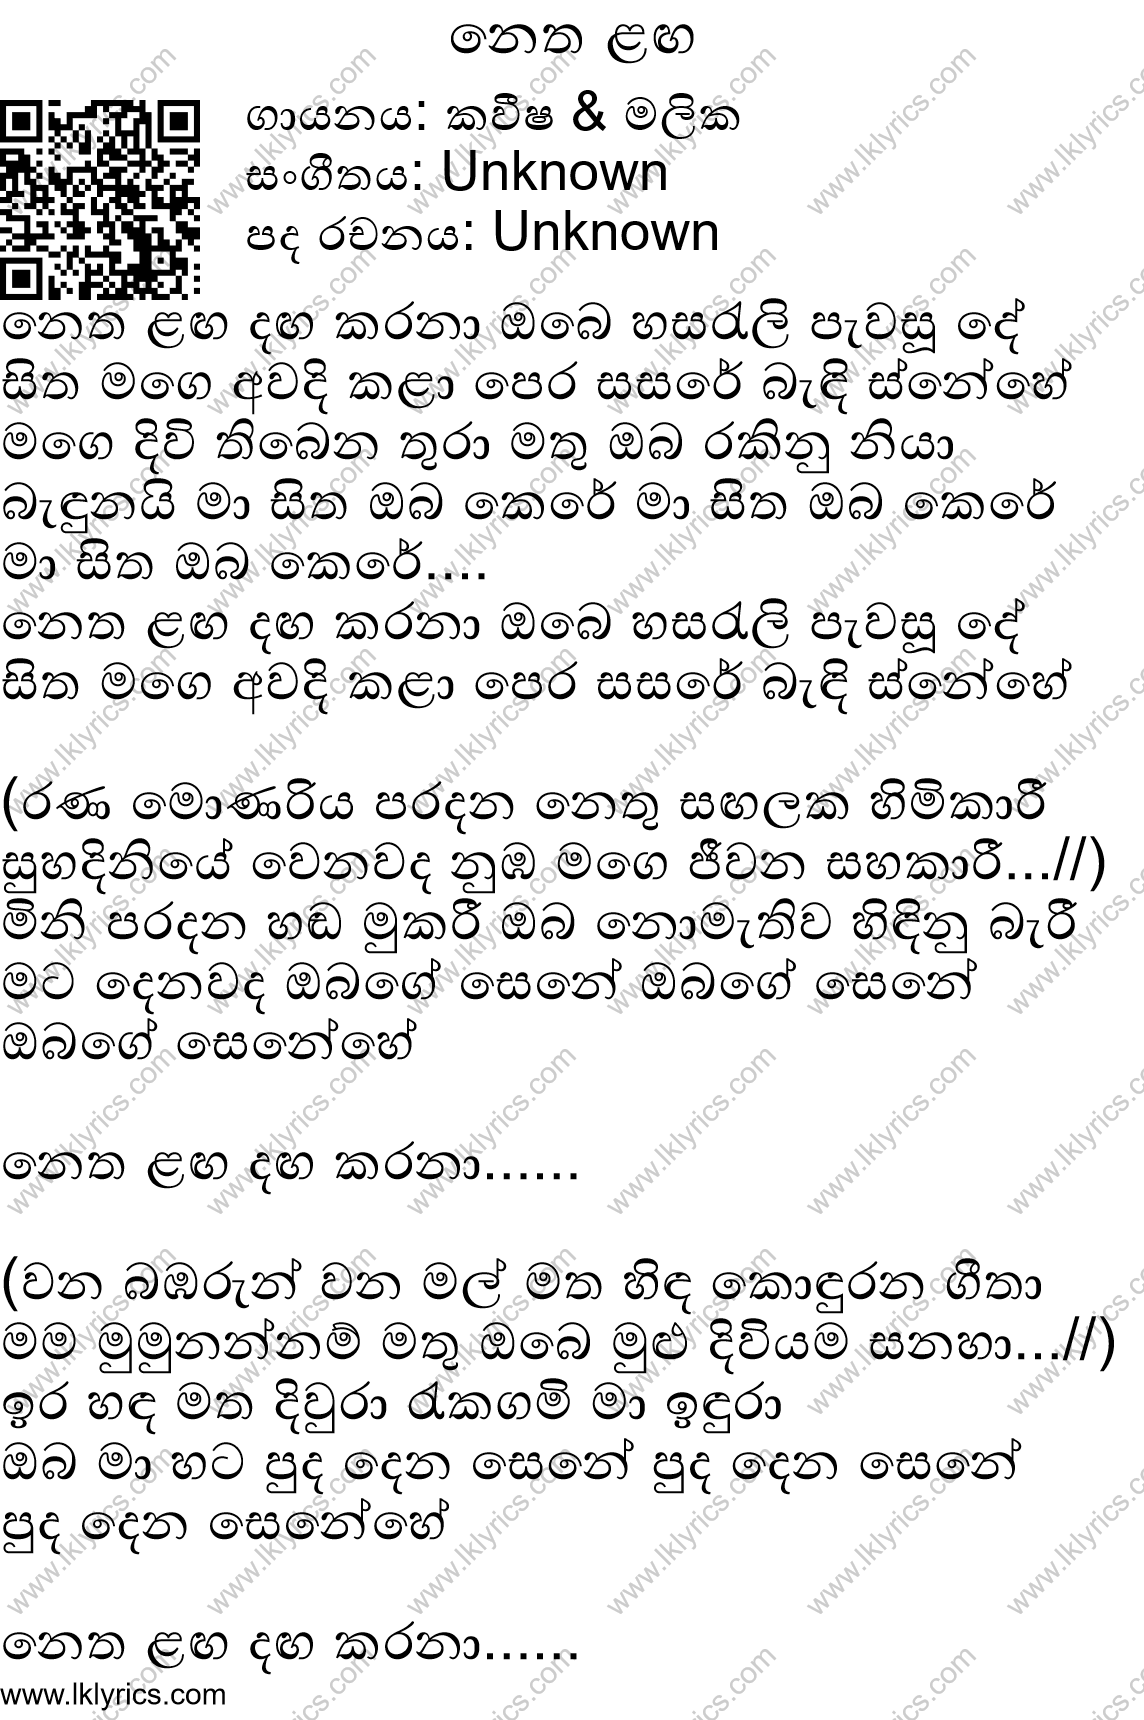 නෙත ළඟ
ගායනය: කවීෂ & මලික
සංගීතය: Unknown
පද රචනය: Unknown
නෙත ළඟ දඟ කරනා ඔබෙ හසරැලි පැවසූ දේ
සිත මගෙ අවදි කළා පෙර සසරේ බැඳි ස්නේහේ
මගෙ දිවි තිබෙන තුරා මතු ඔබ රකිනු නියා
බැඳුනයි මා සිත ඔබ කෙරේ මා සිත ඔබ කෙරේ
මා සිත ඔබ කෙරේ....
නෙත ළඟ දඟ කරනා ඔබෙ හසරැලි පැවසූ දේ
සිත මගෙ අවදි කළා පෙර සසරේ බැඳි ස්නේහේ
(රණ මොණරිය පරදන නෙතු සඟලක හිමිකාරී
සුහදිනියේ වෙනවද නුඹ මගෙ ජීවන සහකාරී...//)
මිනි පරදන හඬ මුකරී ඔබ නොමැතිව හිඳිනු බැරී
මට දෙනවද ඔබගේ සෙනේ ඔබගේ සෙනේ
ඔබගේ සෙනේහේ
නෙත ළඟ දඟ කරනා......
(වන බඹරුන් වන මල් මත හිඳ කොඳුරන ගීතා
මම මුමුනන්නම් මතු ඔබෙ මුළු දිවියම සනහා...//)
ඉර හඳ මත දිවුරා රැකගමි මා ඉඳුරා
ඔබ මා හට පුද දෙන සෙනේ පුද දෙන සෙනේ
පුද දෙන සෙනේහේ
නෙත ළඟ දඟ කරනා......
www.lklyrics.com